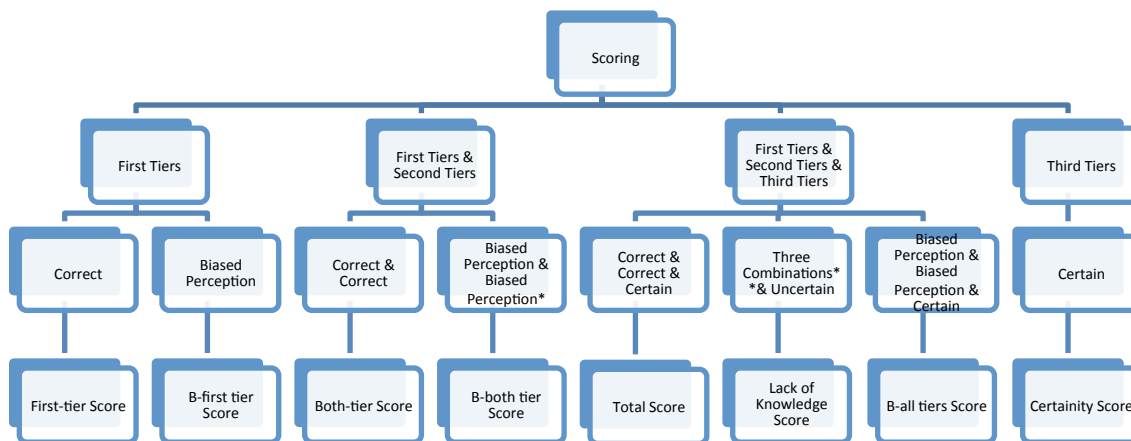 Scoring
First Tiers
First Tiers &
Second Tiers
First Tiers &
Second Tiers &
Third Tiers
Third Tiers
Correct
Biased
Perception
Correct &
Correct
Biased
Perception &
Biased
Perception*
Correct &
Correct &
Certain
Three
Combinations*
*& Uncertain
Biased
Perception &
Biased
Perception &
Certain
Certain
First-tier Score
B-first tier
Score
Both-tier Score
B-both tier
Score
Total Score
Lack of
Knowledge
Score
B-all tiers Score
Certainity Score